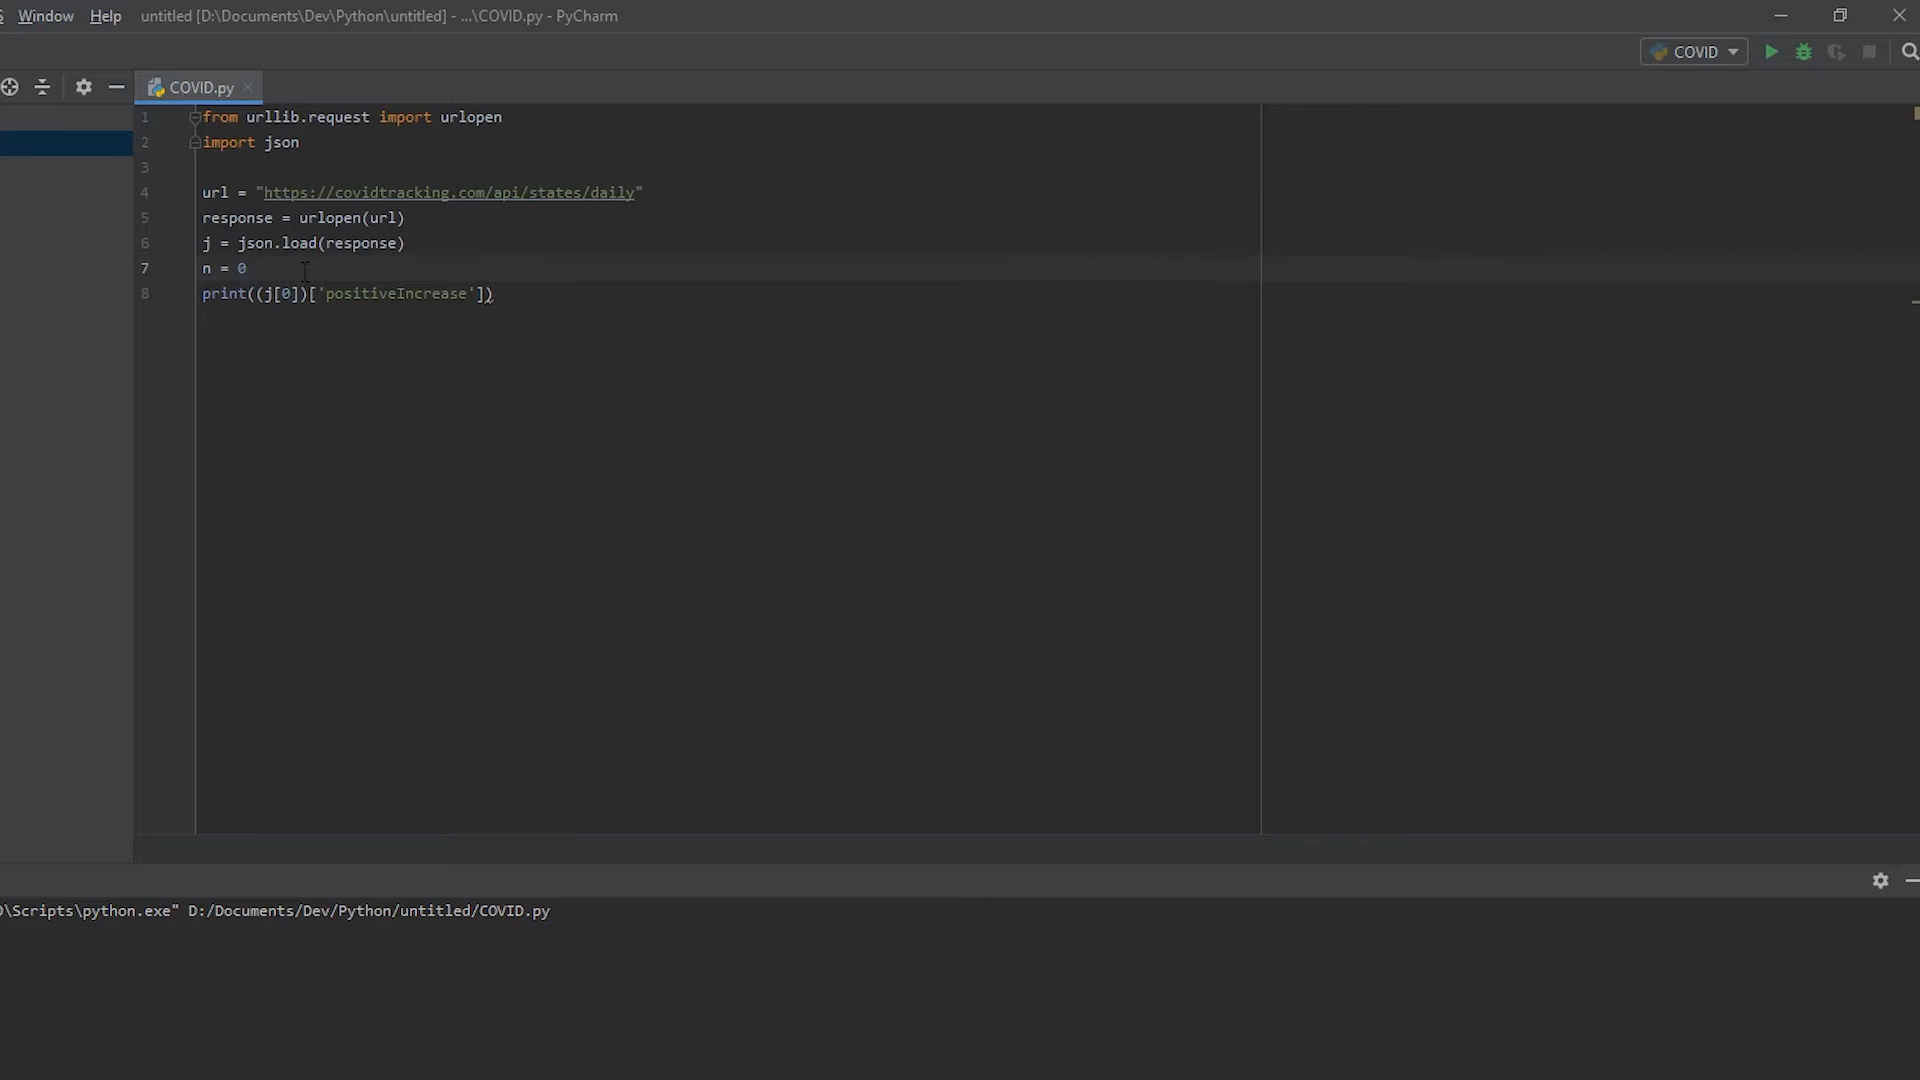 Window Help untitled [D:\Documents\Dev\Python\untitled] - ...\COVID.py - PyCharm
COVID
COVID.py
1 from urllib.request import urlopen
2 import json
3
4 url = "https://covidtracking.com/api/states/daily"
5 response = urlopen(url)
6 j = json.load(response)
7 n = 0
8 print((j[0])['positiveIncrease'])
\Scripts\python.exe" D:/Documents/Dev/Python/untitled/COVID.py